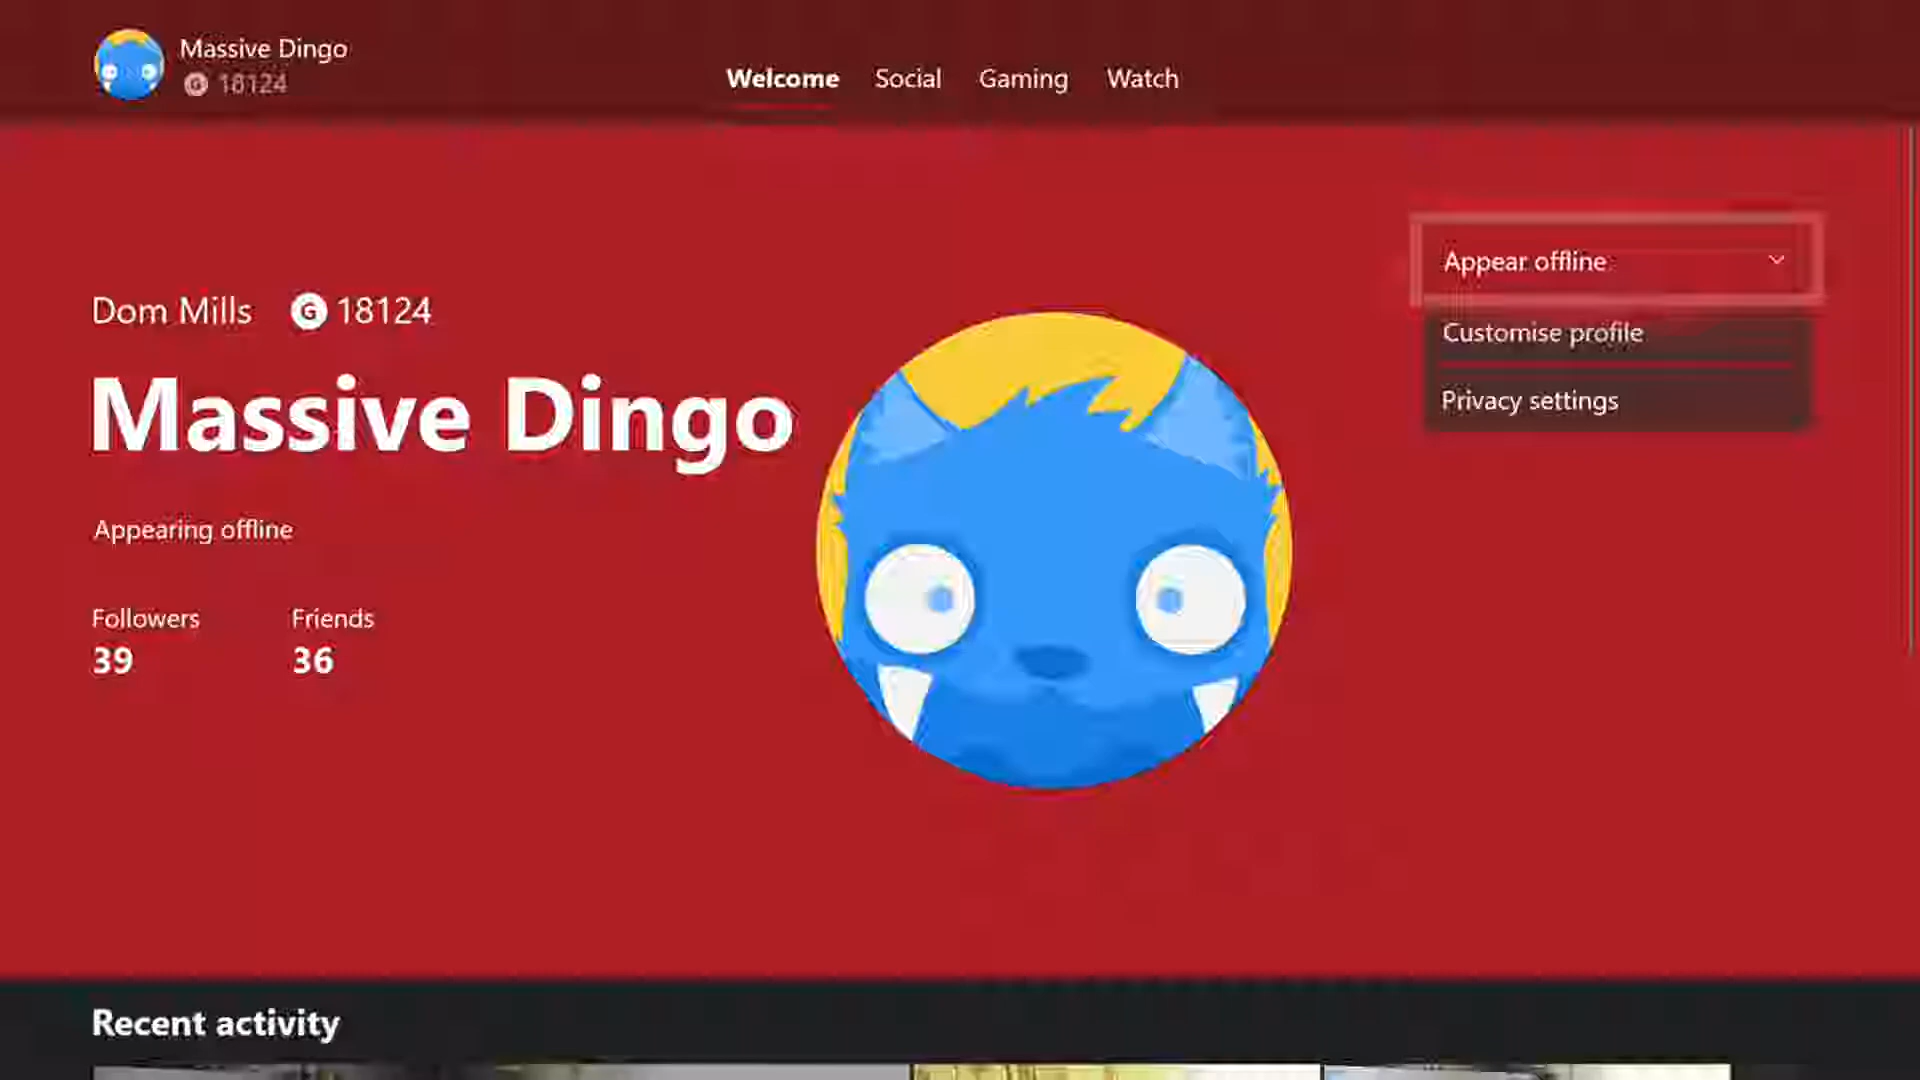 Massive Dingo
G 18124
Welcome Social Gaming Watch
Appear offline
Customise profile
Privacy settings
Dom Mills G 18124
Massive Dingo
Appearing offline
Followers Friends
39 36
Recent activity